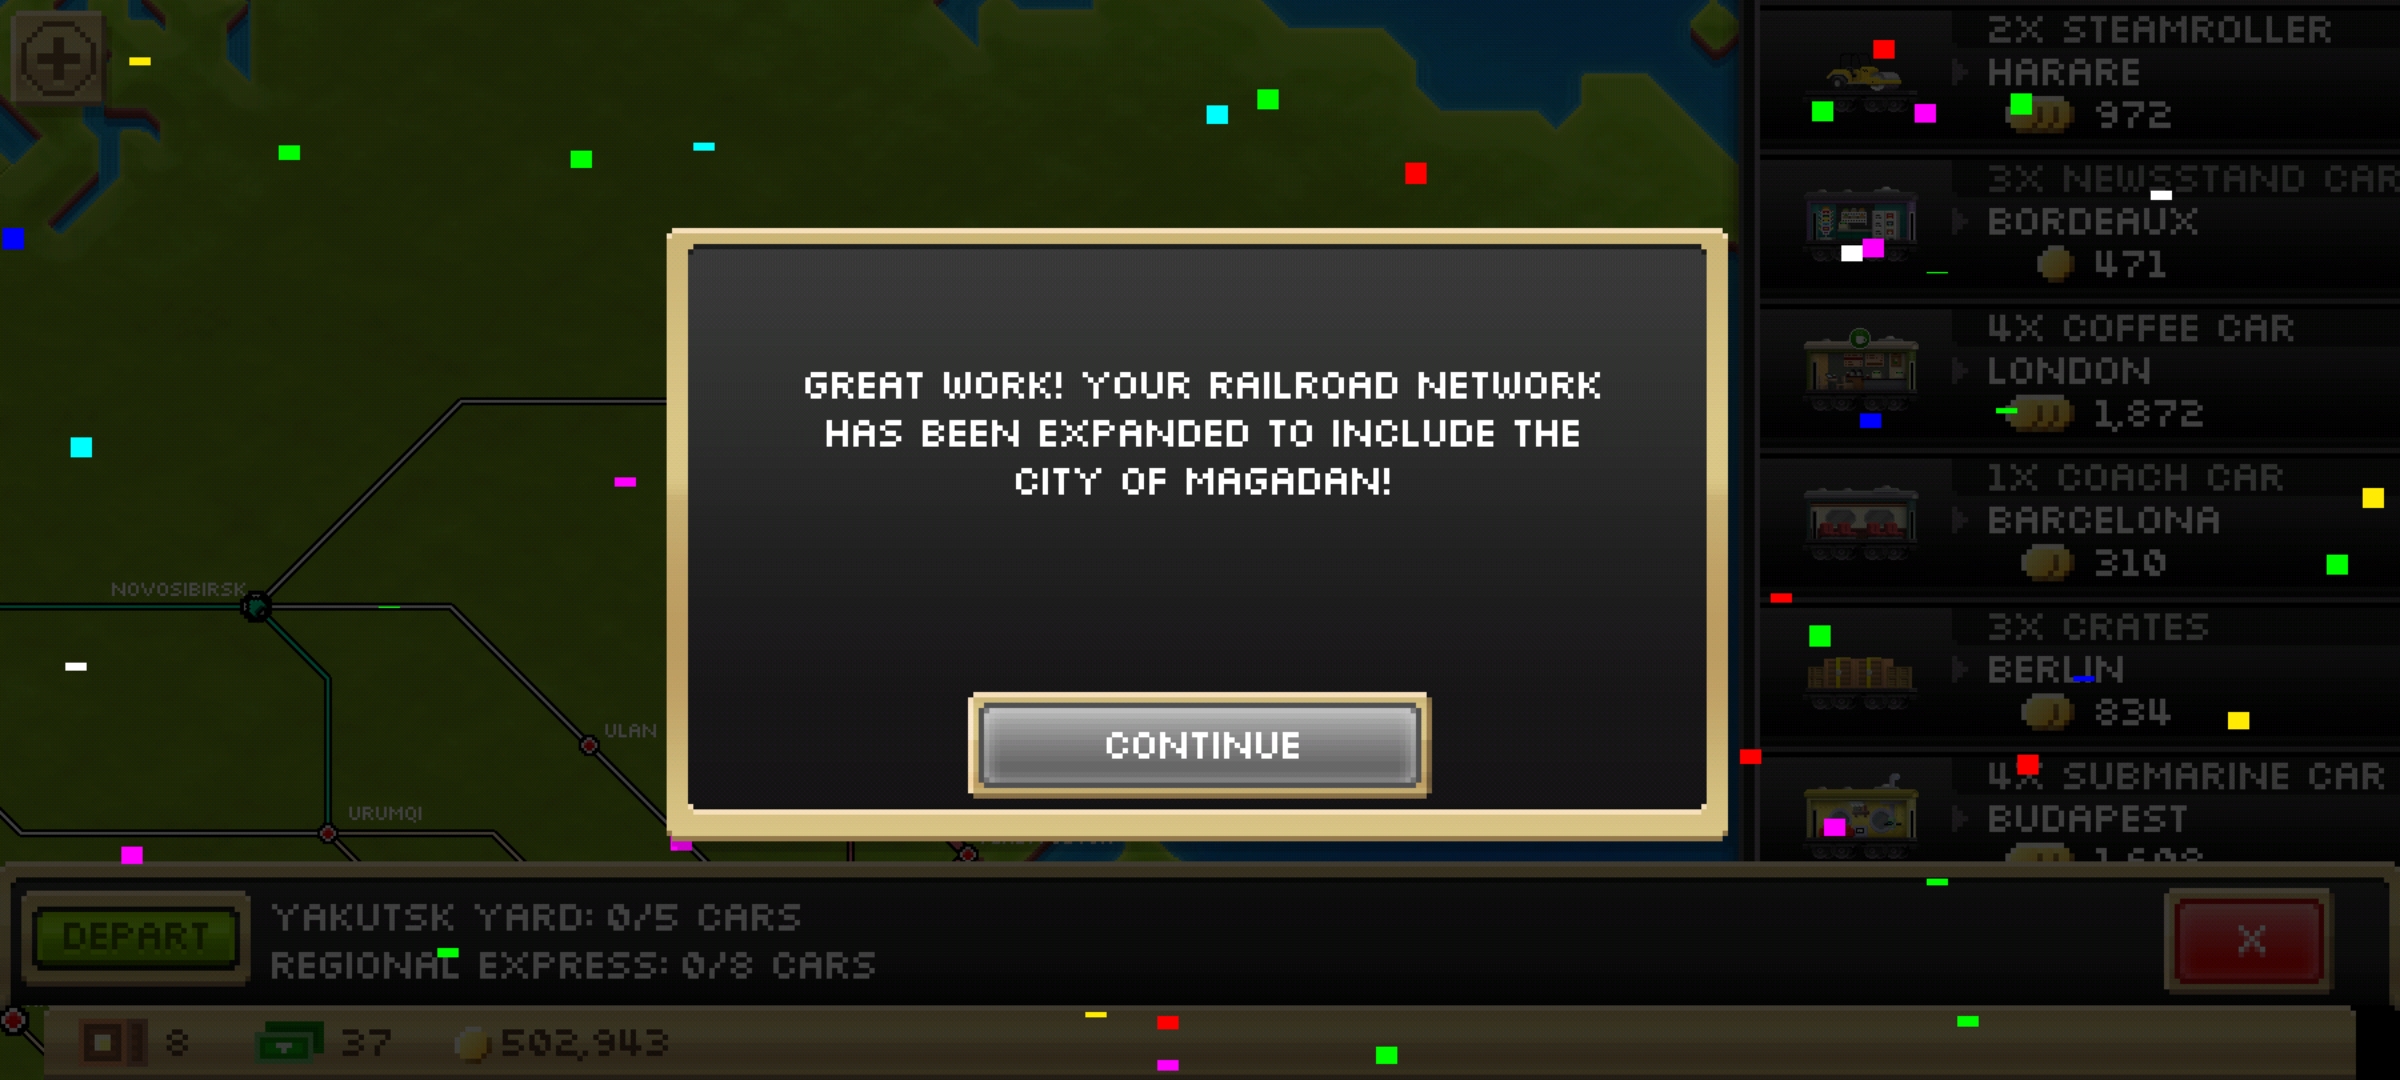 2X STEAMROLLER
HARARE
972
3X NEWSSTAND CAR
BORDEAUX
471
4X COFFEE CAR
LONDON
1,872
1X COACH CAR
BARCELONA
310
3X CRATES
BERLIN
834
4X SUBMARINE CAR
BUDAPEST
1,608
GREAT WORK! YOUR RAILROAD NETWORK
HAS BEEN EXPANDED TO INCLUDE THE
CITY OF MAGADAN!
CONTINUE
NOVOSIBIRSK
ULAN
URUMQI
DEPART
YAKUTSK YARD: 0/5 CARS
REGIONAL EXPRESS: 0/8 CARS
X
8
37
502,943